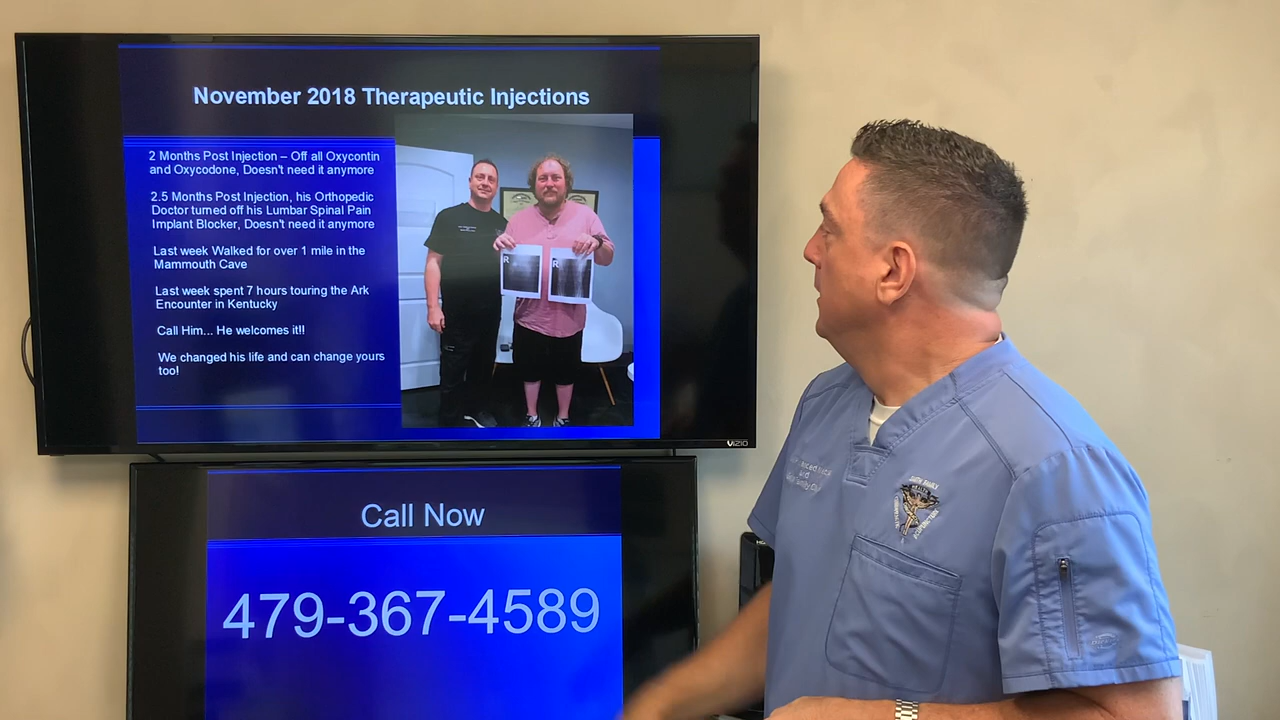 November 2018 Therapeutic Injections
2 Months Post Injection – Off all Oxycontin
and Oxycodone, Doesn't need it anymore
2.5 Months Post Injection, his Orthopedic
Doctor turned off his Lumbar Spinal Pain
Implant Blocker, Doesn't need it anymore
Last week Walked for over 1 mile in the
Mammouth Cave
Last week spent 7 hours touring the Ark
Encounter in Kentucky
Call Him... He welcomes it!!
We changed his life and can change yours
too!
R
R
VIZIO
Call Now
479-367-4589